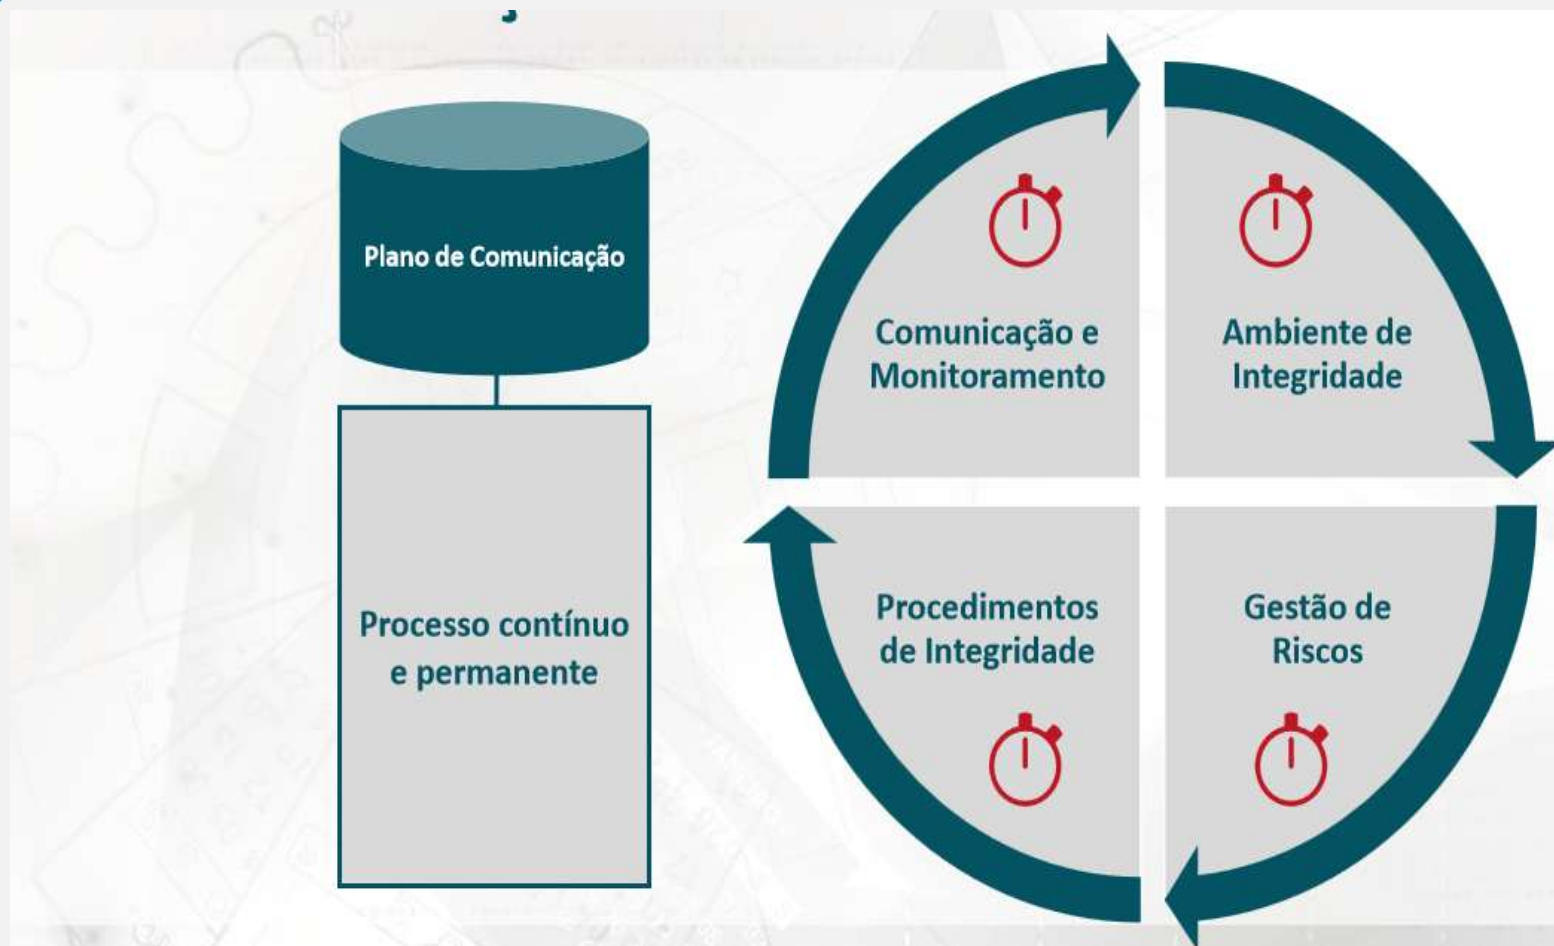 Plano de Comunicação
Processo contínuo
e permanente
Comunicação e
Monitoramento
Ambiente de
Integridade
Procedimentos
de Integridade
Gestão de
Riscos